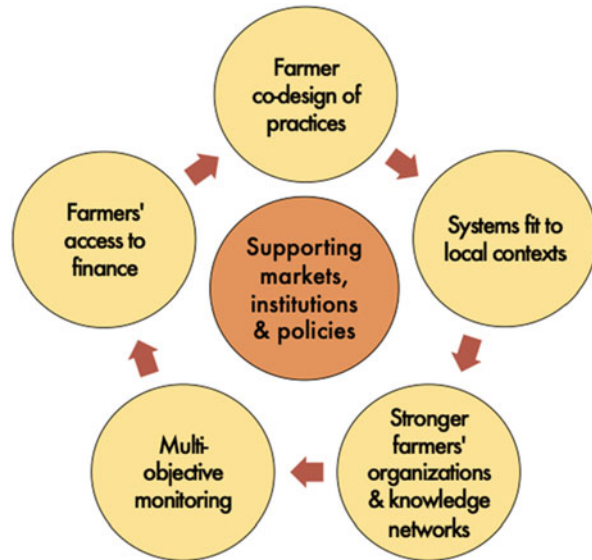 Farmer
co-design of
practices
Systems fit to
local contexts
Stronger
farmers'
organizations
& knowledge
networks
Multi-
objective
monitoring
Farmers'
access to
finance
Supporting
markets,
institutions
& policies